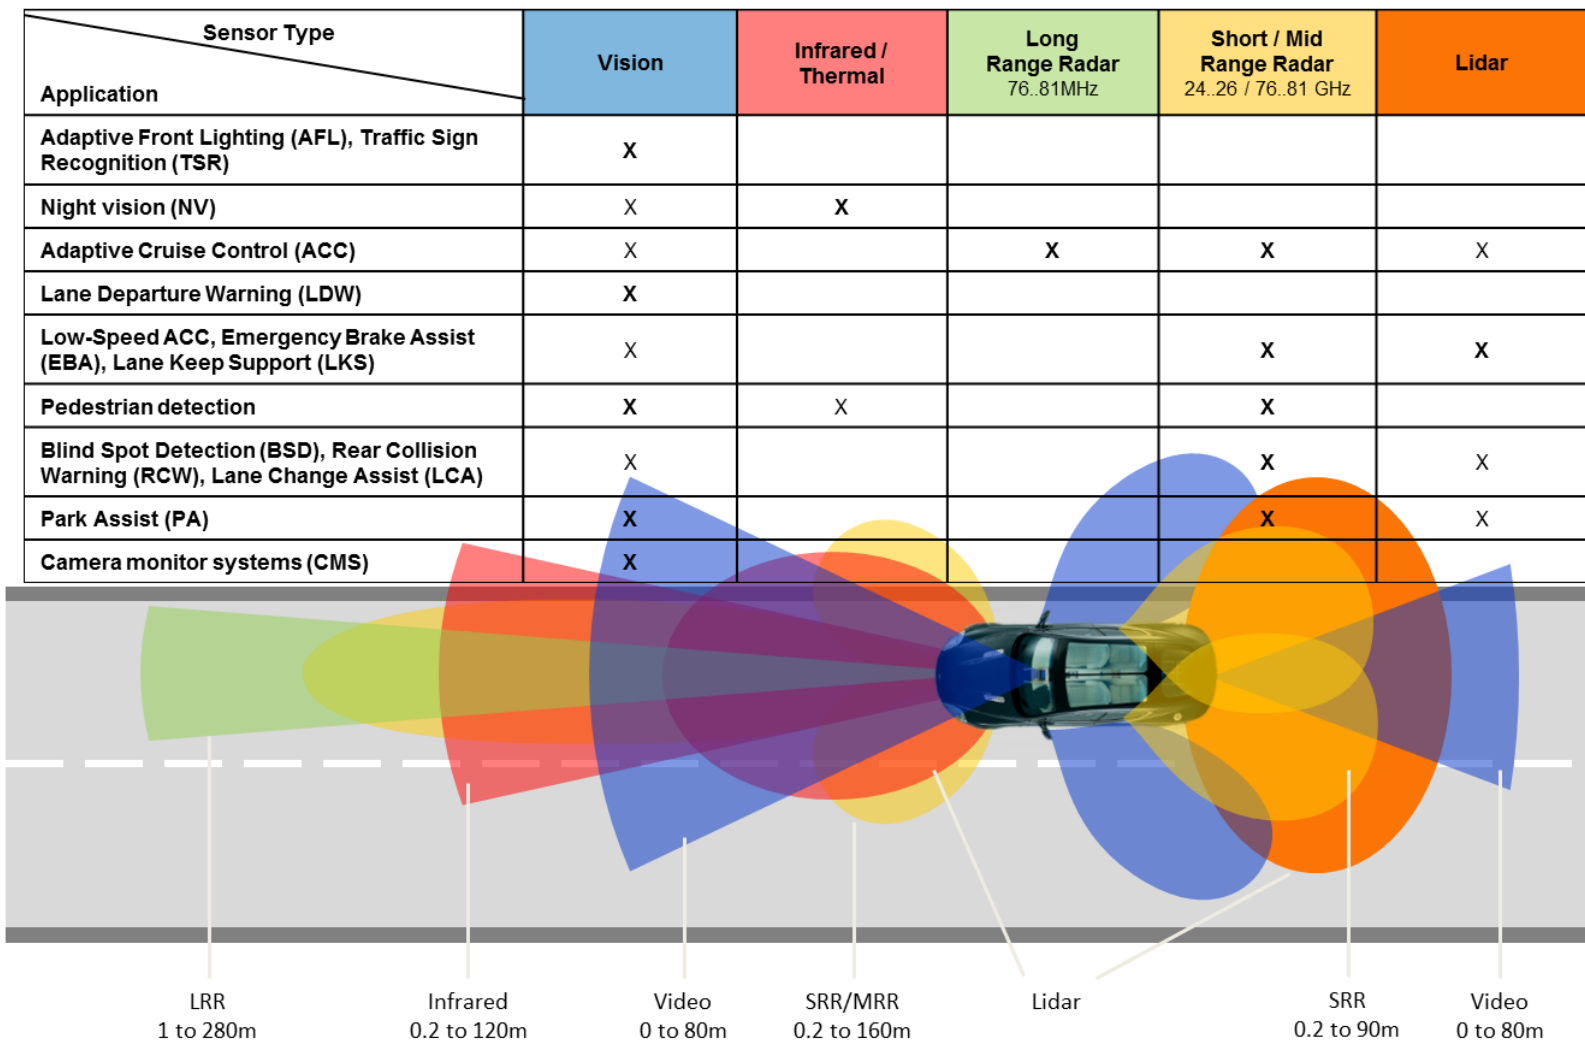 Sensor Type
Application
Vision
Infrared /
Thermal
Long
Range Radar
76..81MHz
Short / Mid
Range Radar
24..26 / 76..81 GHz
Lidar
Adaptive Front Lighting (AFL), Traffic Sign
Recognition (TSR)
X
Night vision (NV)
X X
Adaptive Cruise Control (ACC)
X X X X
Lane Departure Warning (LDW)
X
Low-Speed ACC, Emergency Brake Assist
(EBA), Lane Keep Support (LKS)
X X X
Pedestrian detection
X X X
Blind Spot Detection (BSD), Rear Collision
Warning (RCW), Lane Change Assist (LCA)
X X X
Park Assist (PA)
X X X
Camera monitor systems (CMS)
X
LRR
1 to 280m
Infrared
0.2 to 120m
Video
0 to 80m
SRR/MRR
0.2 to 160m
Lidar
SRR
0.2 to 90m
Video
0 to 80m